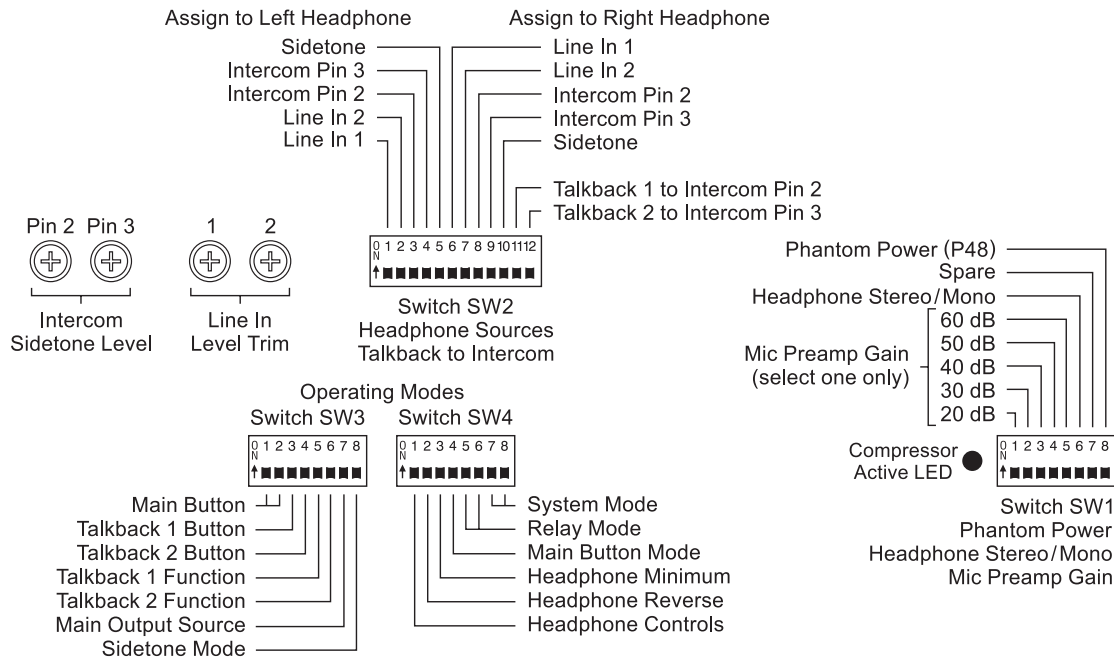 Assign to Left Headphone
Assign to Right Headphone
Sidetone
Intercom Pin 3
Intercom Pin 2
Line In 2
Line In 1
Line In 1
Line In 2
Intercom Pin 2
Intercom Pin 3
Sidetone
Talkback 1 to Intercom Pin 2
Talkback 2 to Intercom Pin 3
Pin 2 Pin 3
1 2
Intercom
Sidetone Level
Line In
Level Trim
ON 1 2 3 4 5 6 7 8 9 10 11 12
Switch SW2
Headphone Sources
Talkback to Intercom
Phantom Power (P48)
Spare
Headphone Stereo/Mono
60 dB
50 dB
40 dB
30 dB
20 dB
Mic Preamp Gain
(select one only)
Compressor
Active LED
ON 1 2 3 4 5 6 7 8
Switch SW1
Phantom Power
Headphone Stereo/Mono
Mic Preamp Gain
Operating Modes
Switch SW3
Switch SW4
ON 1 2 3 4 5 6 7 8
ON 1 2 3 4 5 6 7 8
Main Button
Talkback 1 Button
Talkback 2 Button
Talkback 1 Function
Talkback 2 Function
Main Output Source
Sidetone Mode
System Mode
Relay Mode
Main Button Mode
Headphone Minimum
Headphone Reverse
Headphone Controls